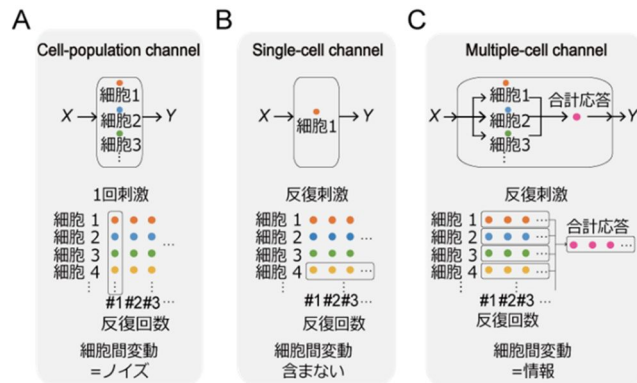 A
Cell-population channel
X
細胞1
細胞2
細胞3
⋮
Y
1回刺激
細胞 1
細胞 2
細胞 3
細胞 4
⋮
…
#1 #2 #3 …
反復回数
細胞間変動
=ノイズ
B
Single-cell channel
X
細胞1
Y
反復刺激
細胞 1
細胞 2
細胞 3
細胞 4 …
⋮
#1 #2 #3 …
反復回数
細胞間変動
含まない
C
Multiple-cell channel
X
細胞1
細胞2
細胞3
⋮
合計応答
Y
反復刺激
細胞 1 …
細胞 2 …
細胞 3 …
細胞 4 …
⋮
合計応答
…
#1 #2 #3 …
反復回数
細胞間変動
=情報